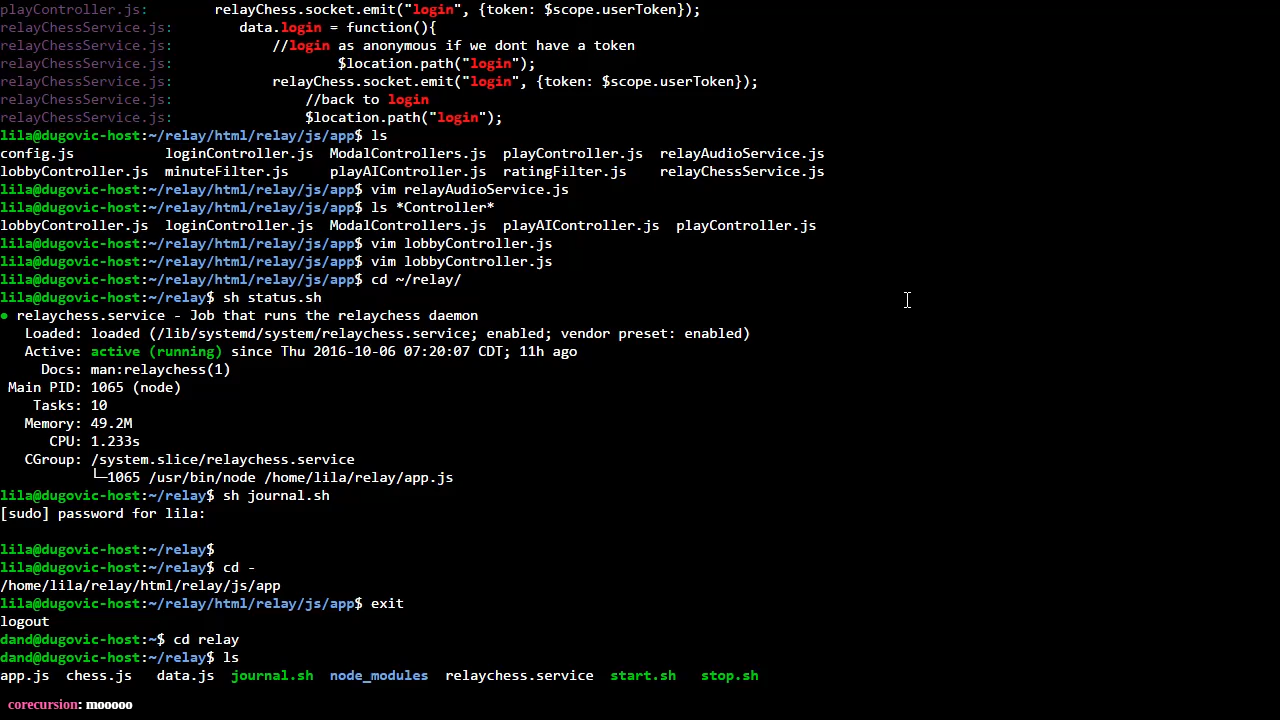 playController.js:        relayChess.socket.emit("login", {token: $scope.userToken});
relayChessService.js:        data.login = function(){
relayChessService.js:            //login as anonymous if we dont have a token
relayChessService.js:                    $location.path("login");
relayChessService.js:            relayChess.socket.emit("login", {token: $scope.userToken});
relayChessService.js:                //back to login
relayChessService.js:                $location.path("login");
lila@dugovic-host:~/relay/html/relay/js/app$ ls
config.js           loginController.js  ModalControllers.js  playController.js  relayAudioService.js
lobbyController.js  minuteFilter.js     playAIController.js  ratingFilter.js    relayChessService.js
lila@dugovic-host:~/relay/html/relay/js/app$ vim relayAudioService.js
lila@dugovic-host:~/relay/html/relay/js/app$ ls *Controller*
lobbyController.js  loginController.js  ModalControllers.js  playAIController.js  playController.js
lila@dugovic-host:~/relay/html/relay/js/app$ vim lobbyController.js
lila@dugovic-host:~/relay/html/relay/js/app$ vim lobbyController.js
lila@dugovic-host:~/relay/html/relay/js/app$ cd ~/relay/
lila@dugovic-host:~/relay$ sh status.sh
● relaychess.service - Job that runs the relaychess daemon
   Loaded: loaded (/lib/systemd/system/relaychess.service; enabled; vendor preset: enabled)
   Active: active (running) since Thu 2016-10-06 07:20:07 CDT; 11h ago
     Docs: man:relaychess(1)
 Main PID: 1065 (node)
    Tasks: 10
   Memory: 49.2M
      CPU: 1.233s
   CGroup: /system.slice/relaychess.service
           └─1065 /usr/bin/node /home/lila/relay/app.js
lila@dugovic-host:~/relay$ sh journal.sh
[sudo] password for lila:
lila@dugovic-host:~/relay$
lila@dugovic-host:~/relay$ cd -
/home/lila/relay/html/relay/js/app
lila@dugovic-host:~/relay/html/relay/js/app$ exit
logout
dand@dugovic-host:~$ cd relay
dand@dugovic-host:~/relay$ ls
app.js  chess.js   data.js  journal.sh  node_modules  relaychess.service  start.sh   stop.sh
corecursion: mooooo